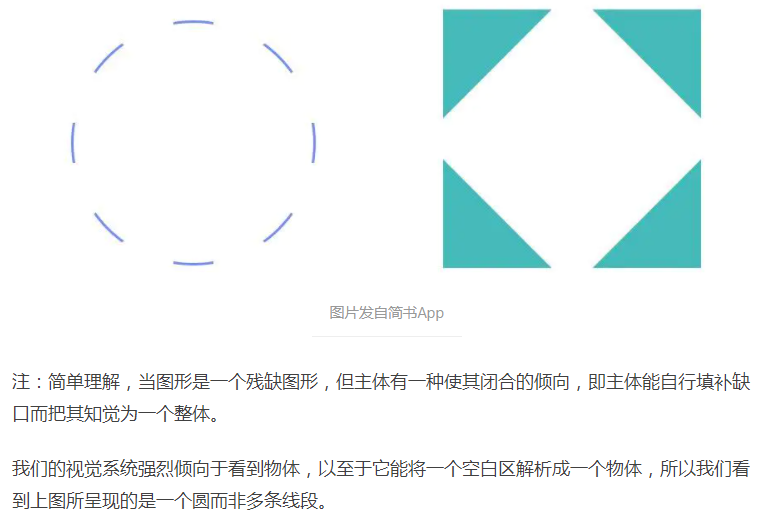 图片发自简书App
注：简单理解，当图形是一个残缺图形，但主体有一种使其闭合的倾向，即主体能自行填补缺
口而把其知觉为一个整体。
我们的视觉系统强烈倾向于看到物体，以至于它能将一个空白区解析成一个物体，所以我们看
到上图所呈现的是一个圆而非多条线段。